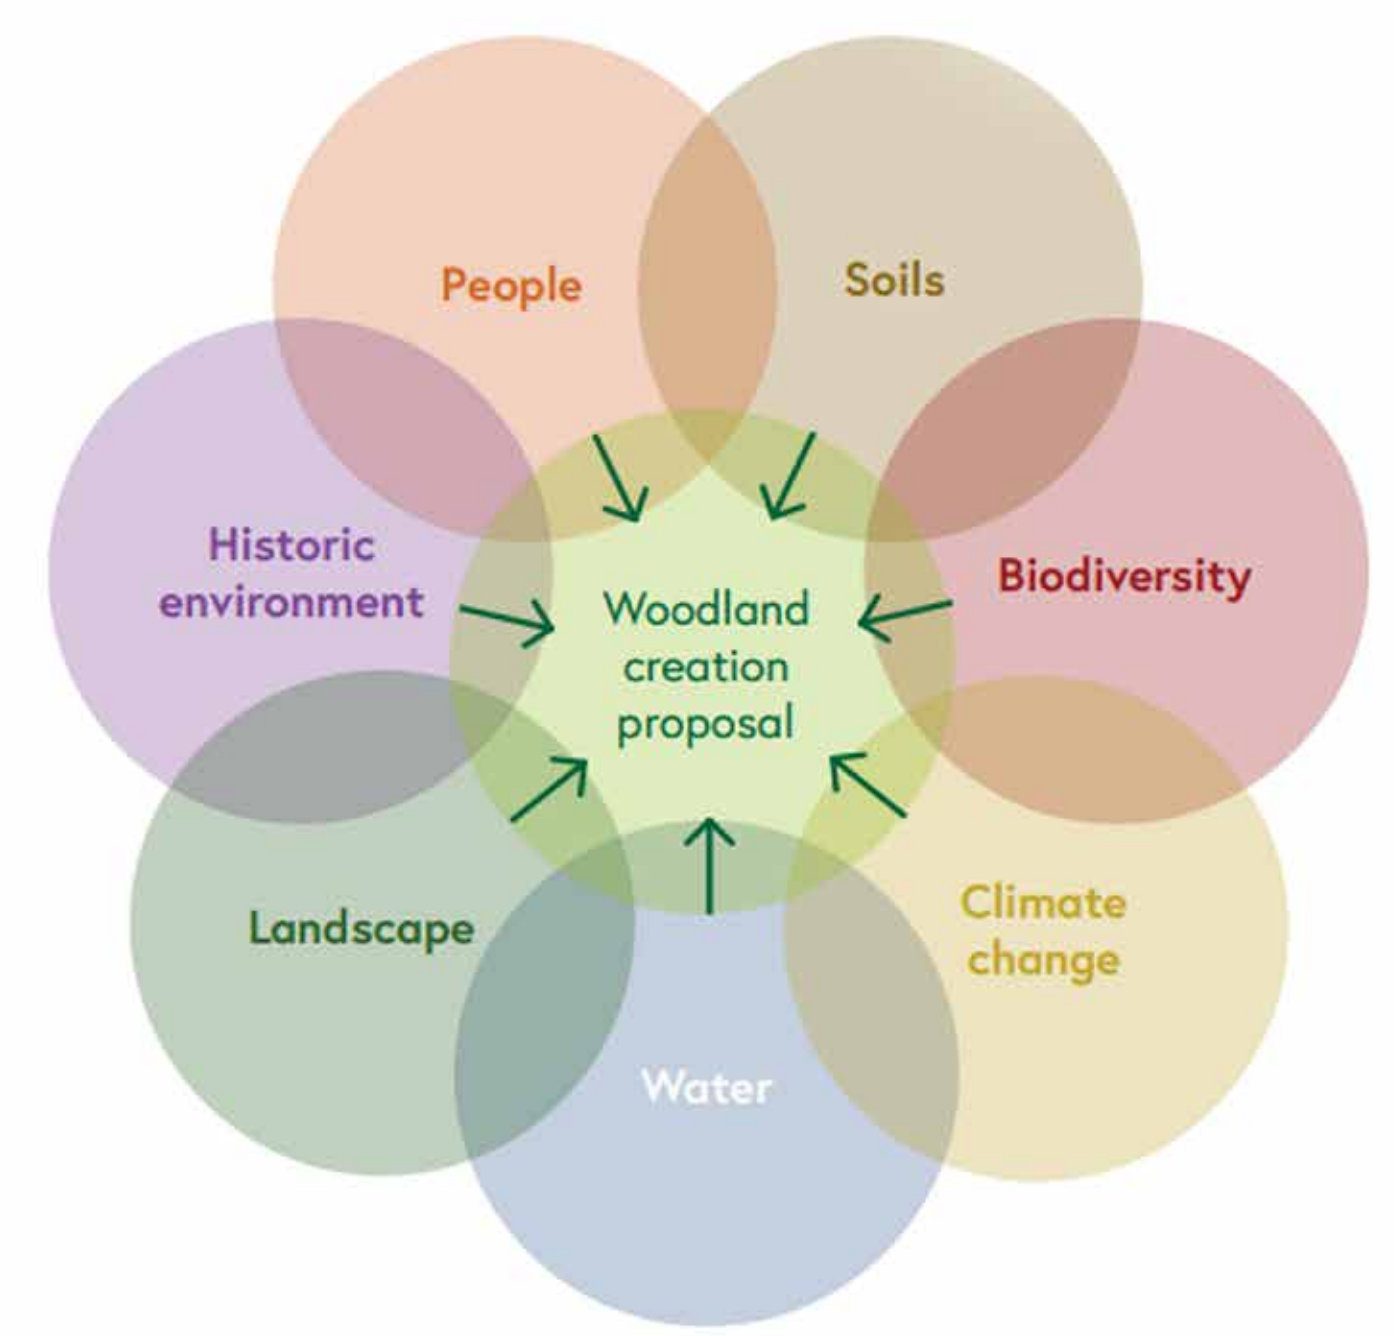 People
Soils
Historic
environment
Biodiversity
Woodland
creation
proposal
Landscape
Climate
change
Water